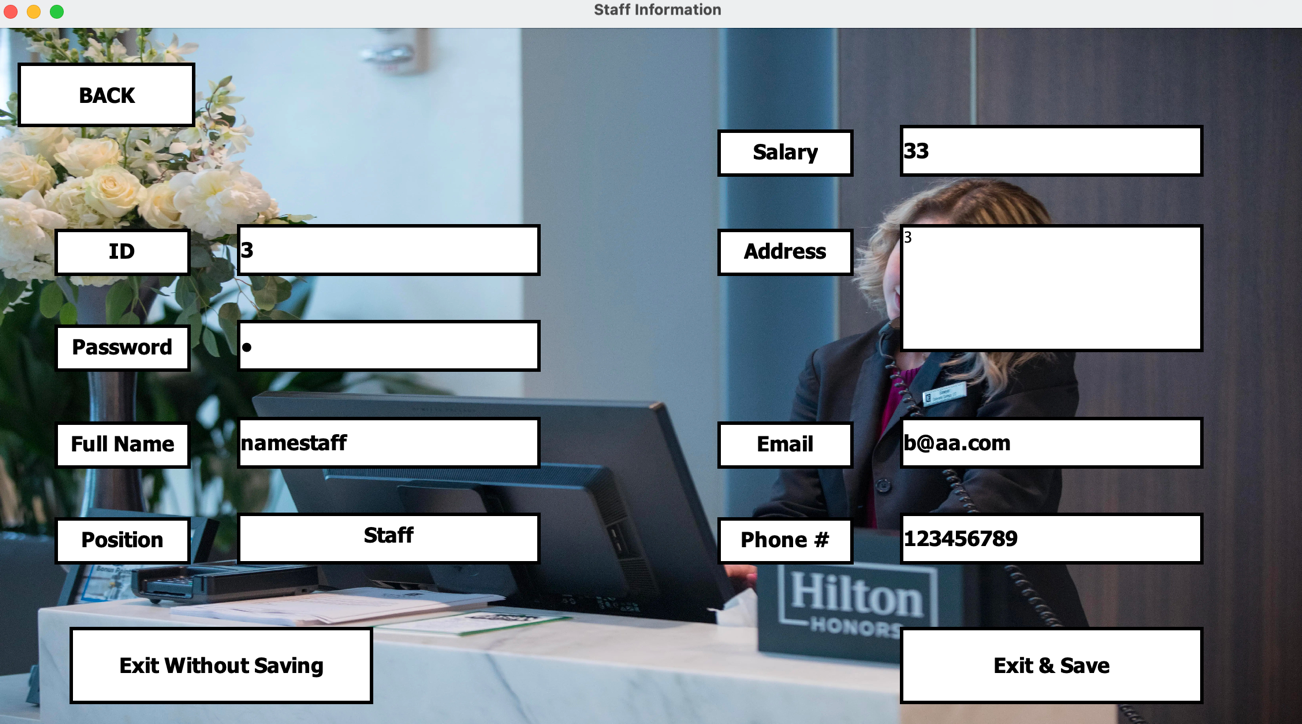 Staff Information
BACK
Salary
33
ID
3
Address
3
Password
●
Full Name
namestaff
Email
b@aa.com
Position
Staff
Phone #
123456789
Hilton
HONORS
Exit Without Saving
Exit & Save